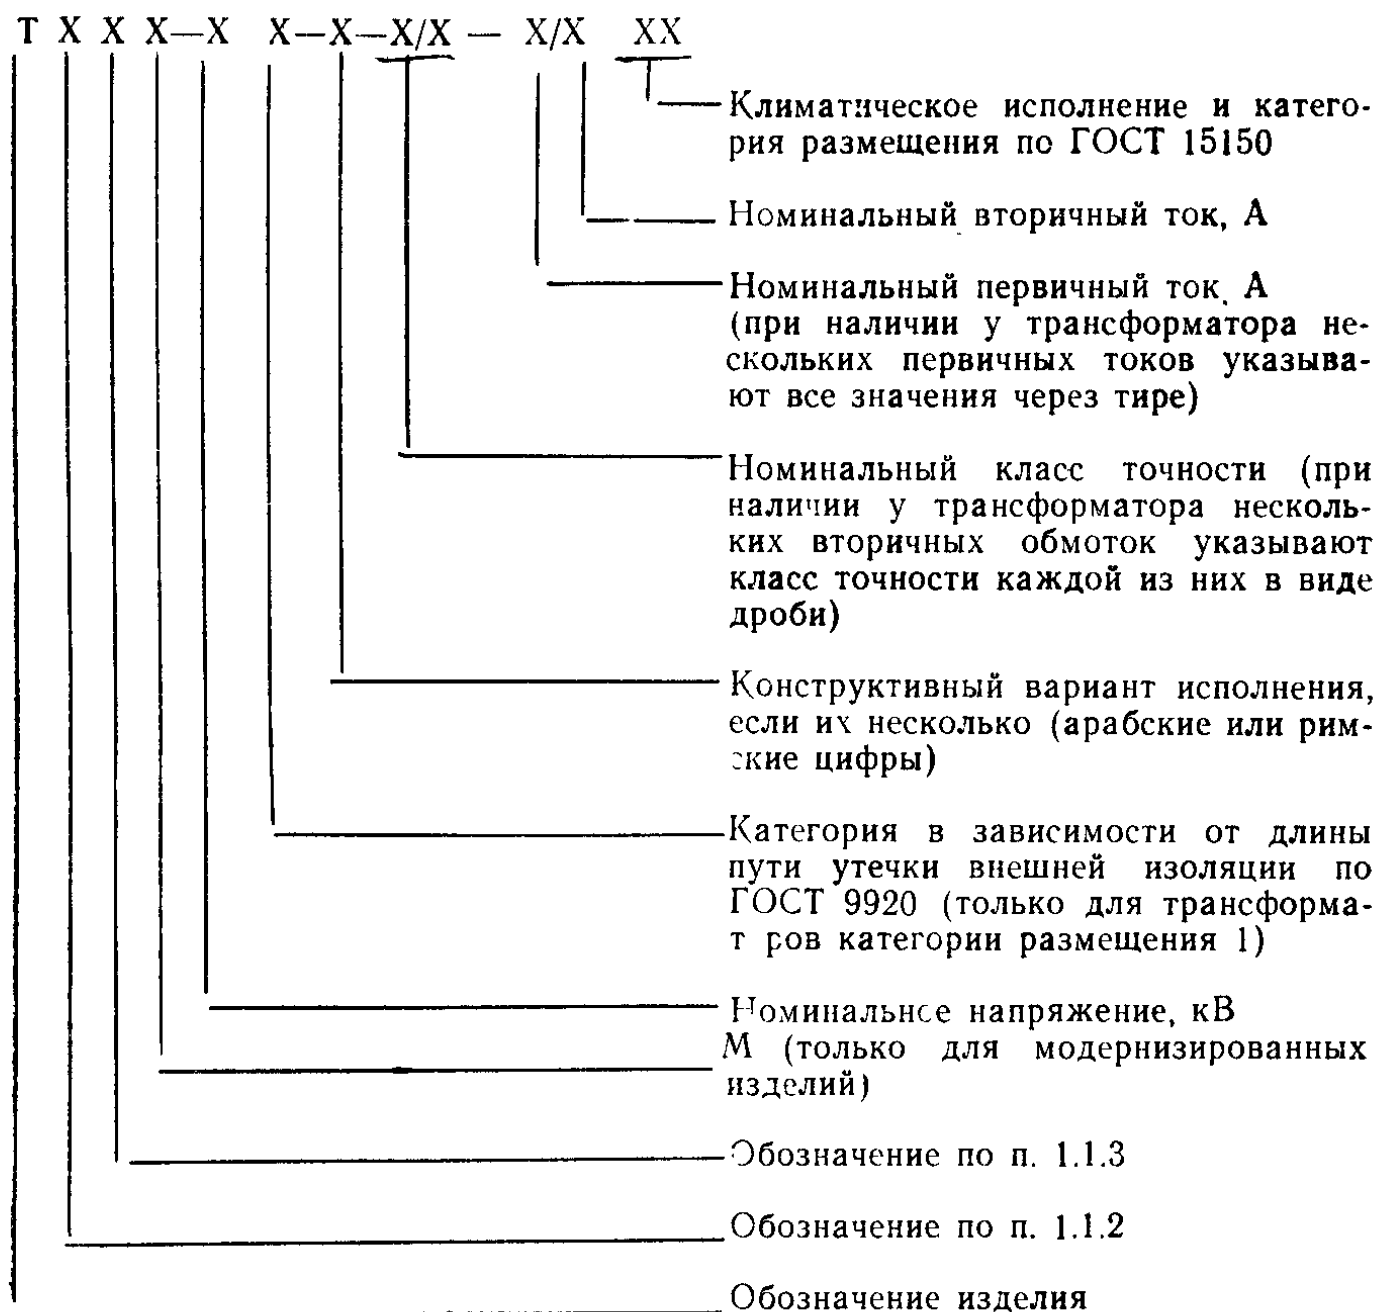 Т Х Х Х—Х Х—Х—Х/Х — Х/Х ХХ
Климатическое исполнение и катего-
рия размещения по ГОСТ 15150
Номинальный вторичный ток, А
Номинальный первичный ток, А
(при наличии у трансформатора не-
скольких первичных токов указыва-
ют все значения через тире)
Номинальный класс точности (при
наличии у трансформатора несколь-
ких вторичных обмоток указывают
класс точности каждой из них в виде
дроби)
Конструктивный вариант исполнения,
если их несколько (арабские или рим-
ские цифры)
Категория в зависимости от длины
пути утечки внешней изоляции по
ГОСТ 9920 (только для трансформа-
т ров категории размещения 1)
Номинальное напряжение, кВ
М (только для модернизированных
изделий)
Обозначение по п. 1.1.3
Обозначение по п. 1.1.2
Обозначение изделия